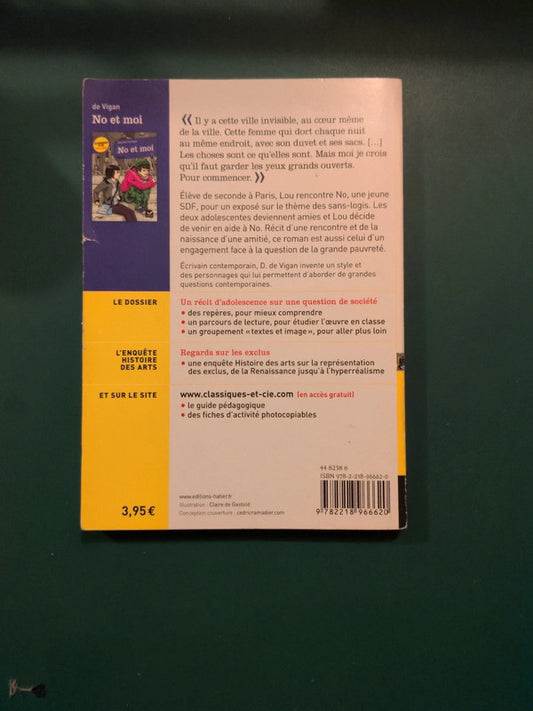 de Vigan
No et moi
No et moi
« Il y a cette ville invisible, au cœur même
de la ville. Cette femme qui dort chaque nuit
au même endroit, avec son duvet et ses sacs. […]
Les choses sont ce qu'elles sont. Mais moi je crois
qu'il faut garder les yeux grands ouverts.
Pour commencer. »
Élève de seconde à Paris, Lou rencontre No, une jeune
SDF, pour un exposé sur le thème des sans-logis. Les
deux adolescentes deviennent amies et Lou décide
de venir en aide à No. Récit d'une rencontre et de la
naissance d'une amitié, ce roman est aussi celui d'un
engagement face à la question de la grande pauvreté.
Écrivain contemporain, D. de Vigan invente un style et
des personnages qui lui permettent d'aborder de grandes
questions contemporaines.
LE DOSSIER
Un récit d'adolescence sur une question de société
• des repères, pour mieux comprendre
• un parcours de lecture, pour étudier l'œuvre en classe
• un groupement « textes et image », pour aller plus loin
L'ENQUÊTE
HISTOIRE
DES ARTS
Regards sur les exclus
• une enquête Histoire des arts sur la représentation
des exclus, de la Renaissance jusqu'à l'hyperréalisme
ET SUR LE SITE
www.classiques-et-cie.com (en accès gratuit)
• le guide pédagogique
• des fiches d'activité photocopiables
44 8238 6
ISBN 978-2-218-96662-0
www.editions-hatier.fr
Illustration : Claire de Gastold
Conception couverture : cedricramadier.com
3,95 €
9 782218 966620